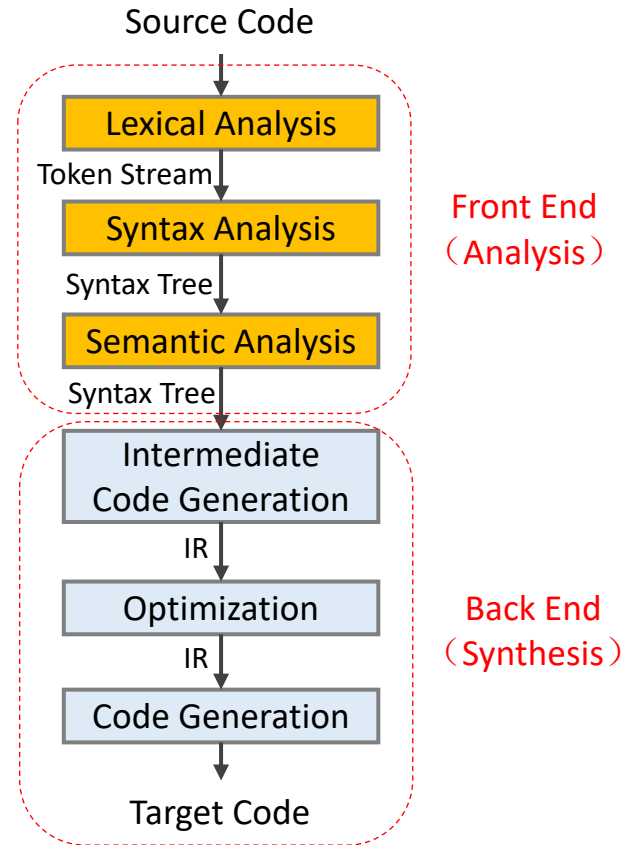 Source Code
Lexical Analysis
Token Stream
Syntax Analysis
Syntax Tree
Semantic Analysis
Syntax Tree
Front End
（Analysis）
Intermediate
Code Generation
IR
Optimization
IR
Code Generation
Target Code
Back End
（Synthesis）